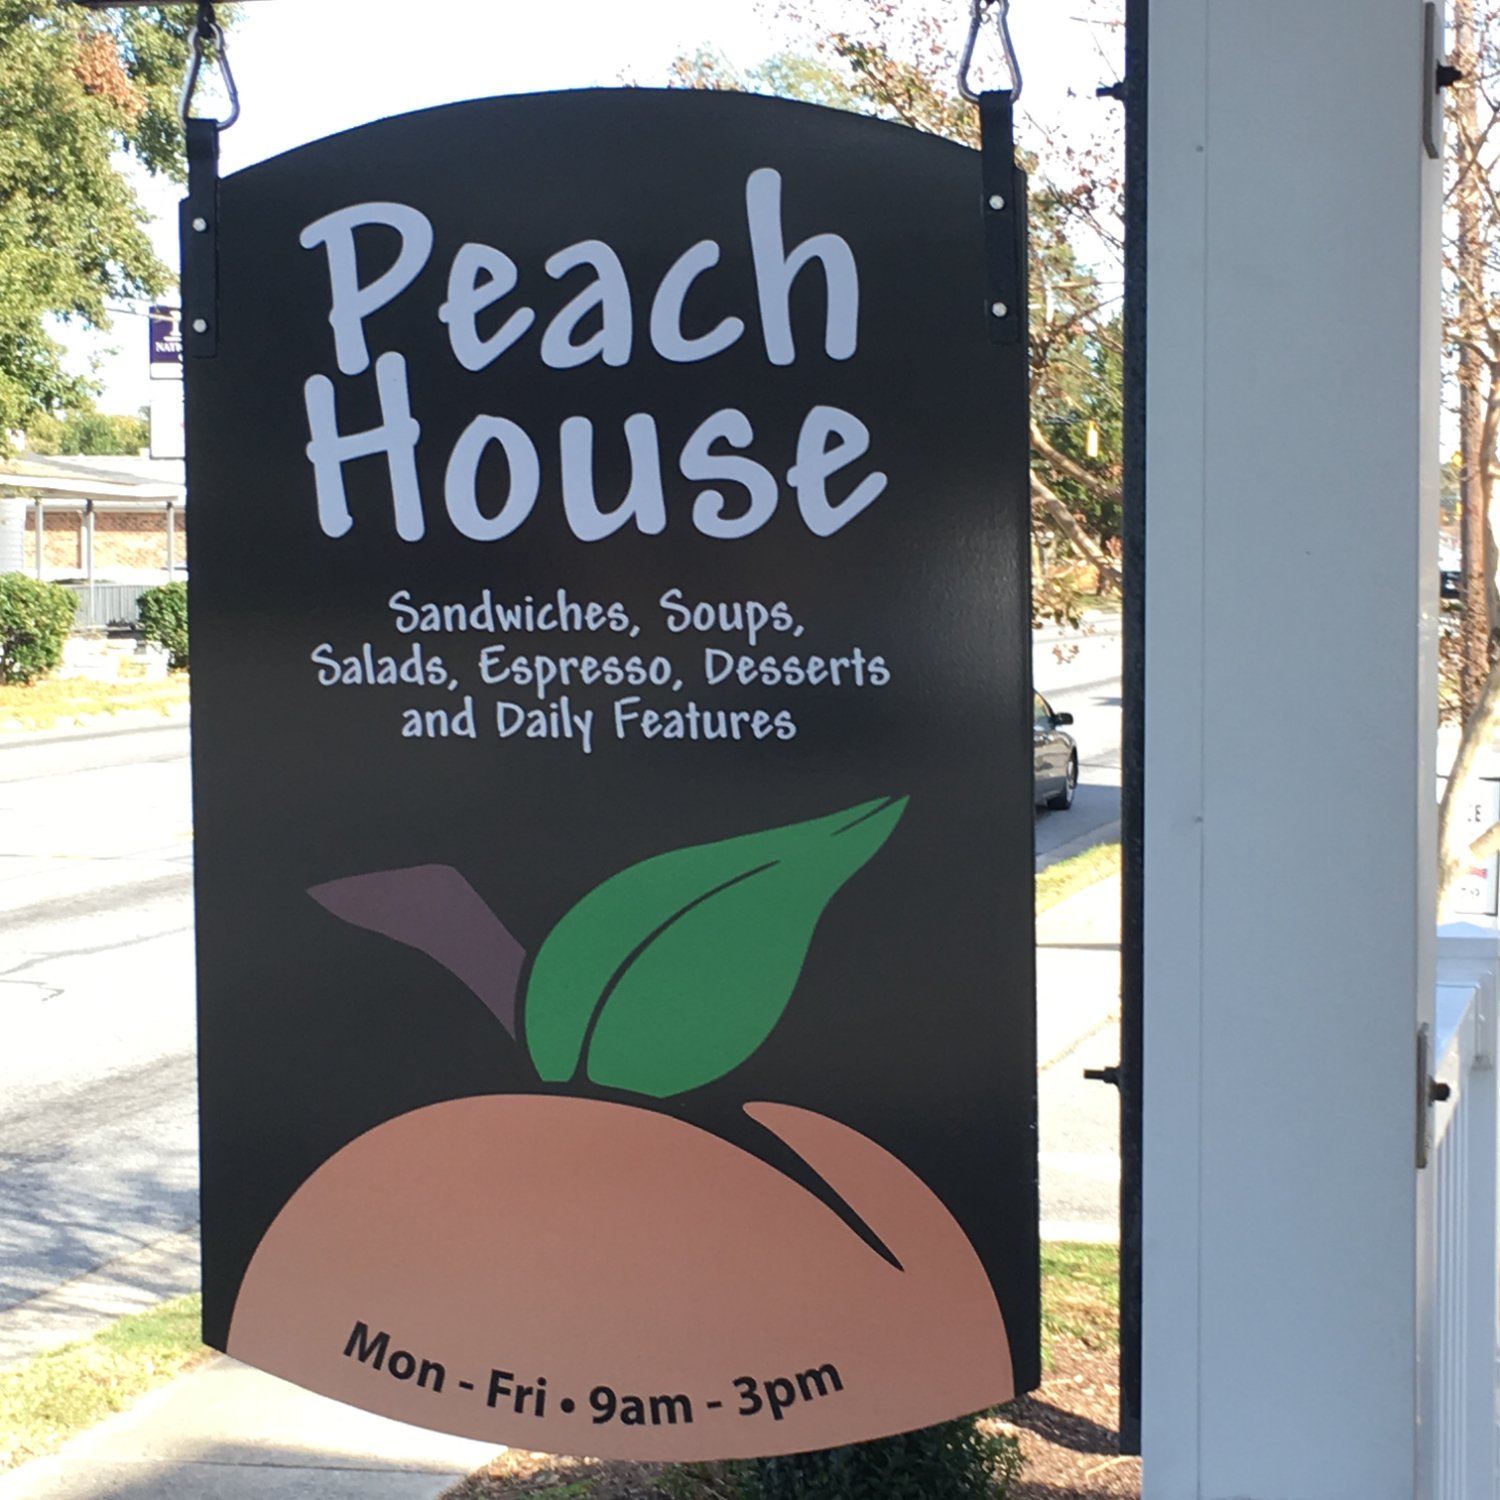 Peach
House
Sandwiches, Soups,
Salads, Espresso, Desserts
and Daily Features
Mon - Fri • 9am - 3pm